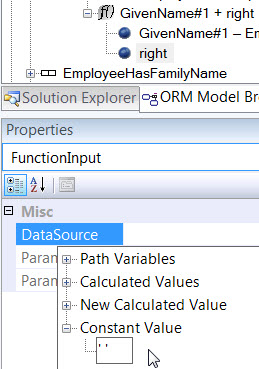 GivenName#1 + right
GivenName#1 – Em
right
EmployeeHasFamilyName
Solution Explorer
ORM Model Bro
Properties
FunctionInput
Misc
DataSource
Param
Param
Path Variables
Calculated Values
New Calculated Value
Constant Value
' '